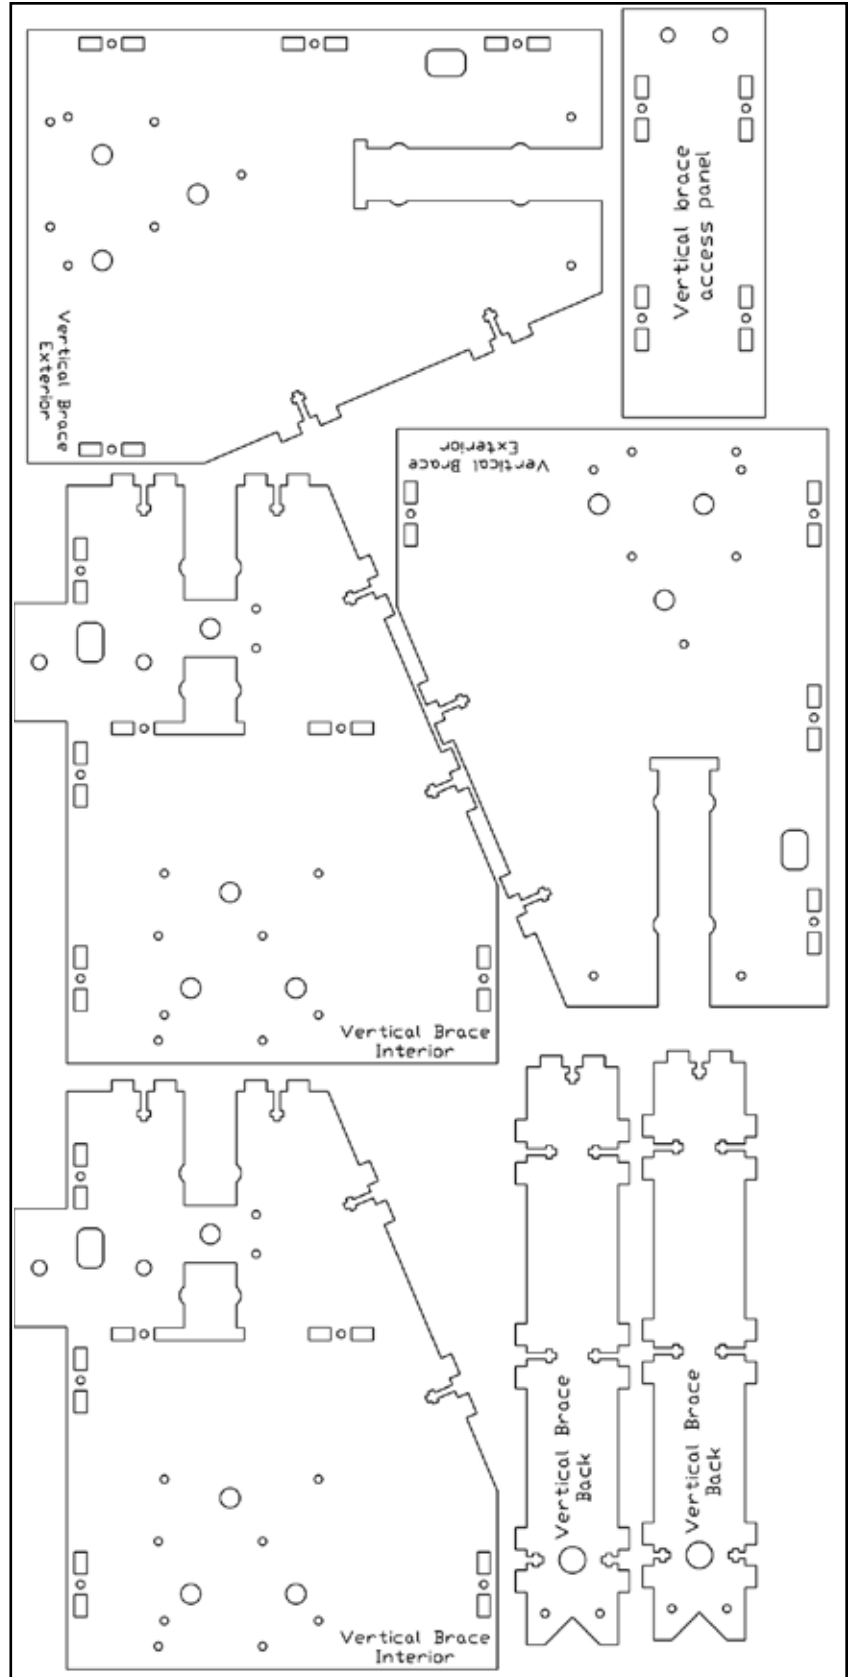 Vertical Brace
Exterior
Vertical brace
access panel
Vertical Brace
Exterior
Vertical Brace
Interior
Vertical Brace
Interior
Vertical Brace
Back
Vertical Brace
Back